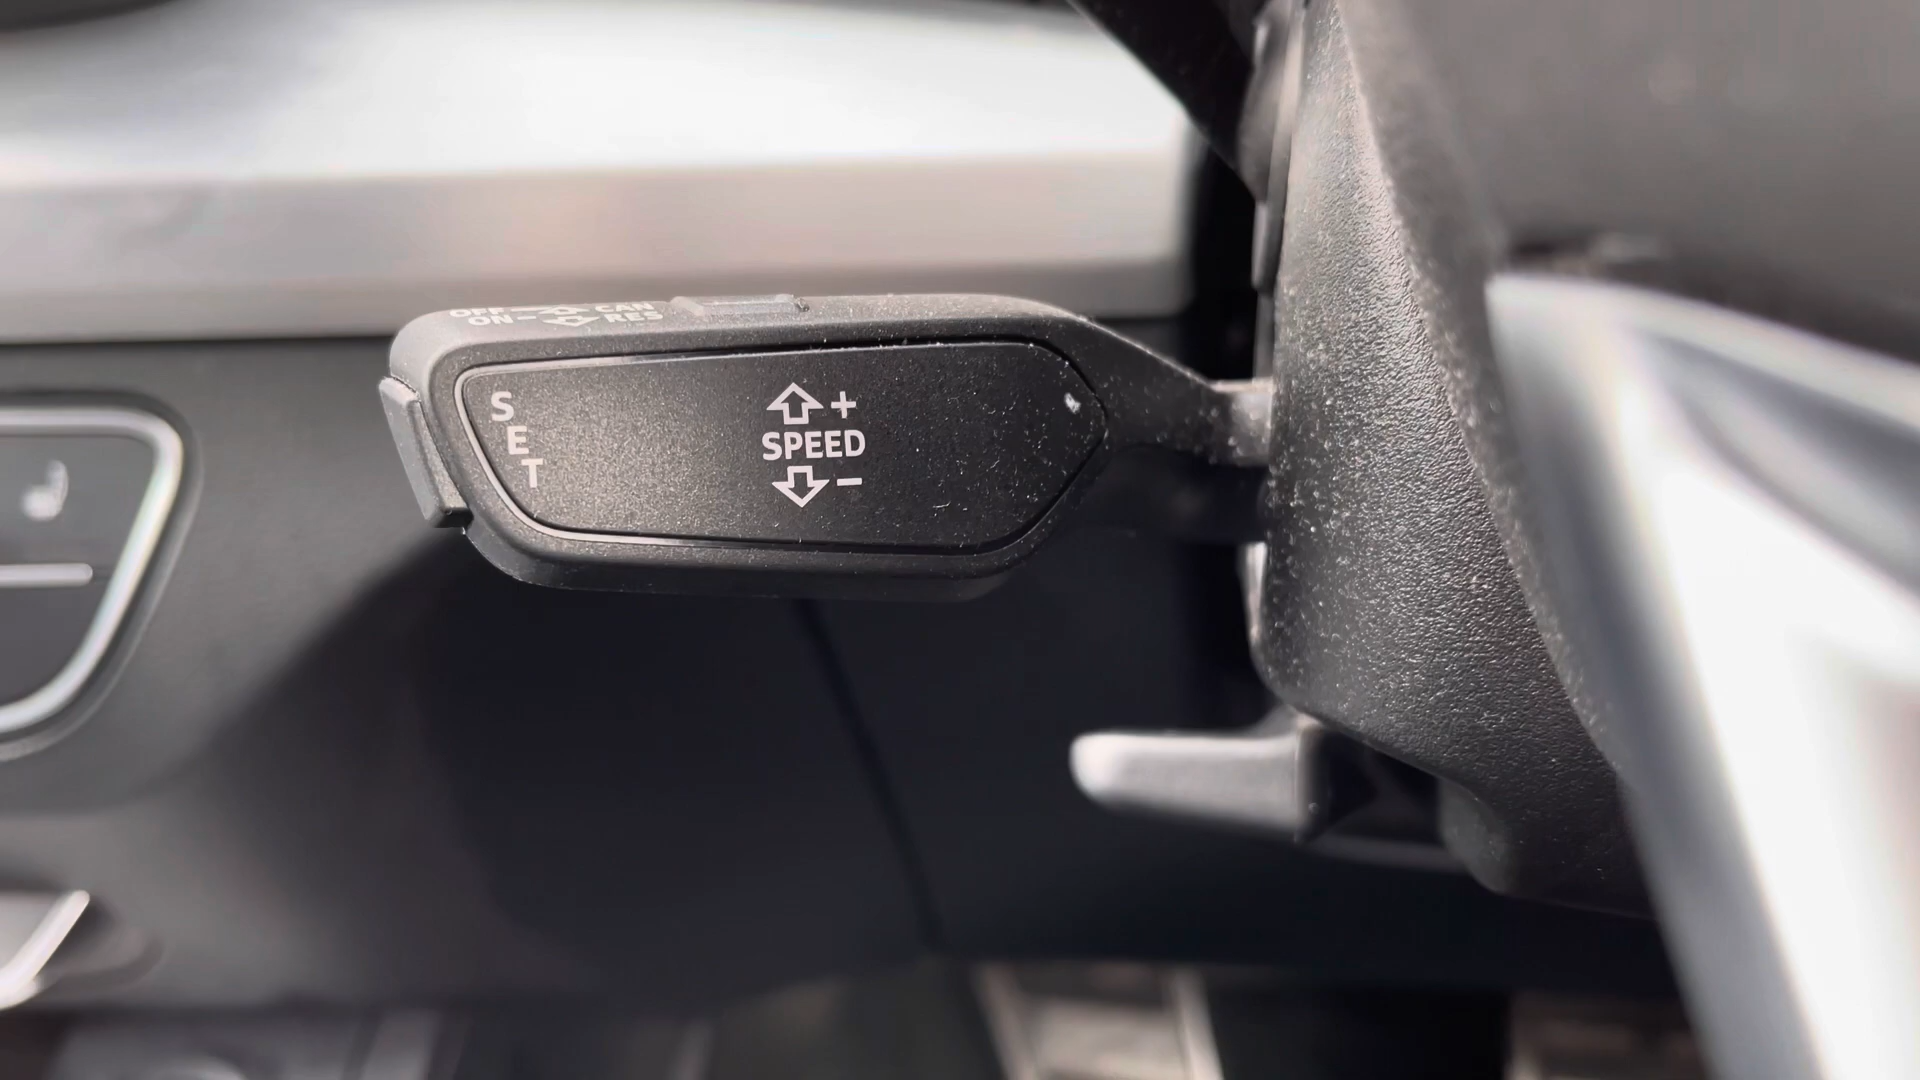 OFF CAN
ON RES
SET
+
SPEED
−